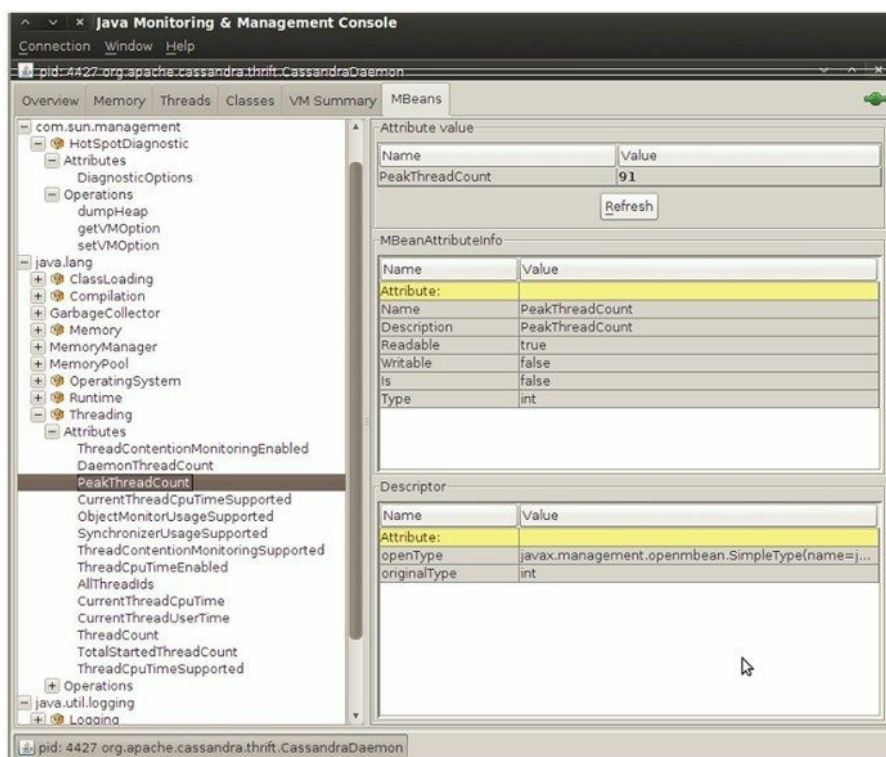 Java Monitoring & Management Console
Connection Window Help
pid: 4427 org.apache.cassandra.thrift.CassandraDaemon
Overview Memory Threads Classes VM Summary MBeans
com.sun.management
HotSpotDiagnostic
Attributes
DiagnosticOptions
Operations
dumpHeap
getVMOption
setVMOption
java.lang
ClassLoading
Compilation
GarbageCollector
Memory
MemoryManager
MemoryPool
OperatingSystem
Runtime
Threading
Attributes
ThreadContentionMonitoringEnabled
DaemonThreadCount
PeakThreadCount
CurrentThreadCpuTimeSupported
ObjectMonitorUsageSupported
SynchronizerUsageSupported
ThreadContentionMonitoringSupported
ThreadCpuTimeEnabled
AllThreadIds
CurrentThreadCpuTime
CurrentThreadUserTime
ThreadCount
TotalStartedThreadCount
ThreadCpuTimeSupported
Operations
java.util.logging
Logging
Attribute value
Name Value
PeakThreadCount 91
Refresh
MBeanAttributeInfo
Name Value
Attribute:
Name PeakThreadCount
Description PeakThreadCount
Readable true
Writable false
Is false
Type int
Descriptor
Name Value
Attribute:
openType javax.management.openmbean.SimpleType(name=j...
originalType int
pid: 4427 org.apache.cassandra.thrift.CassandraDaemon